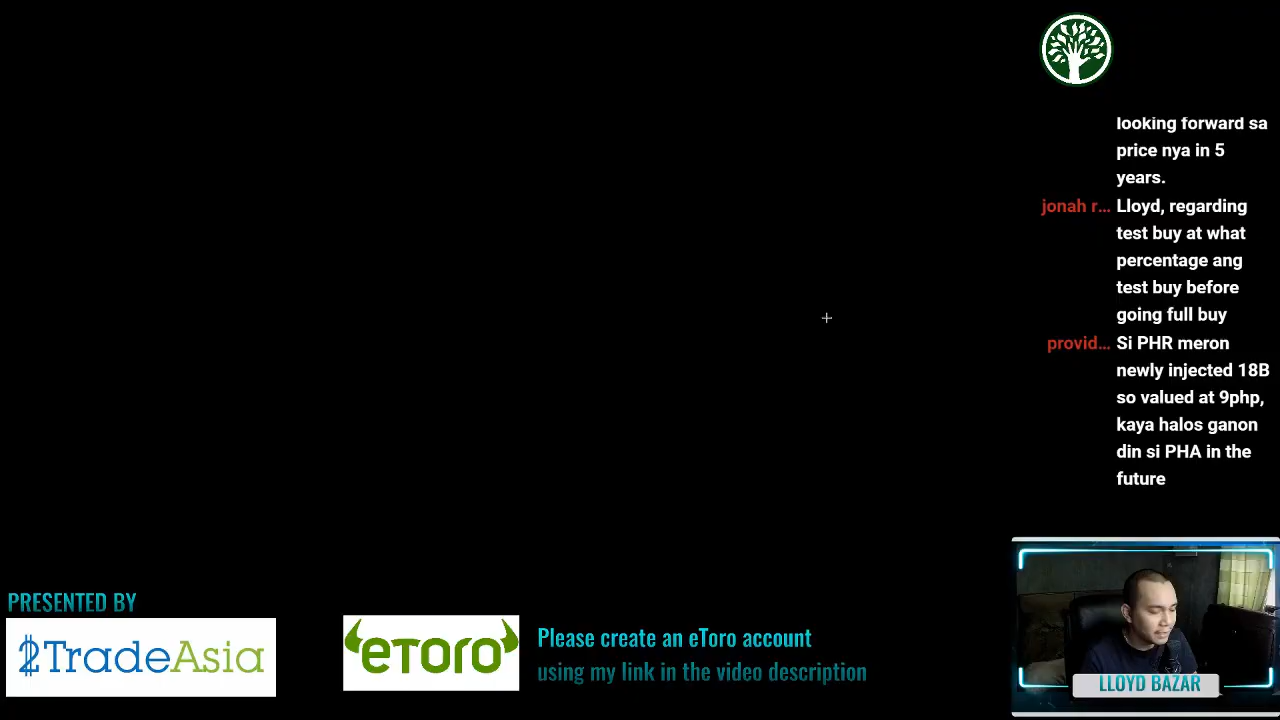 looking forward sa
price nya in 5
years.
jonah r... Lloyd, regarding
test buy at what
percentage ang
test buy before
going full buy
provid... Si PHR meron
newly injected 18B
so valued at 9php,
kaya halos ganon
din si PHA in the
future
PRESENTED BY
2TradeAsia
eToro
Please create an eToro account
using my link in the video description
LLOYD BAZAR